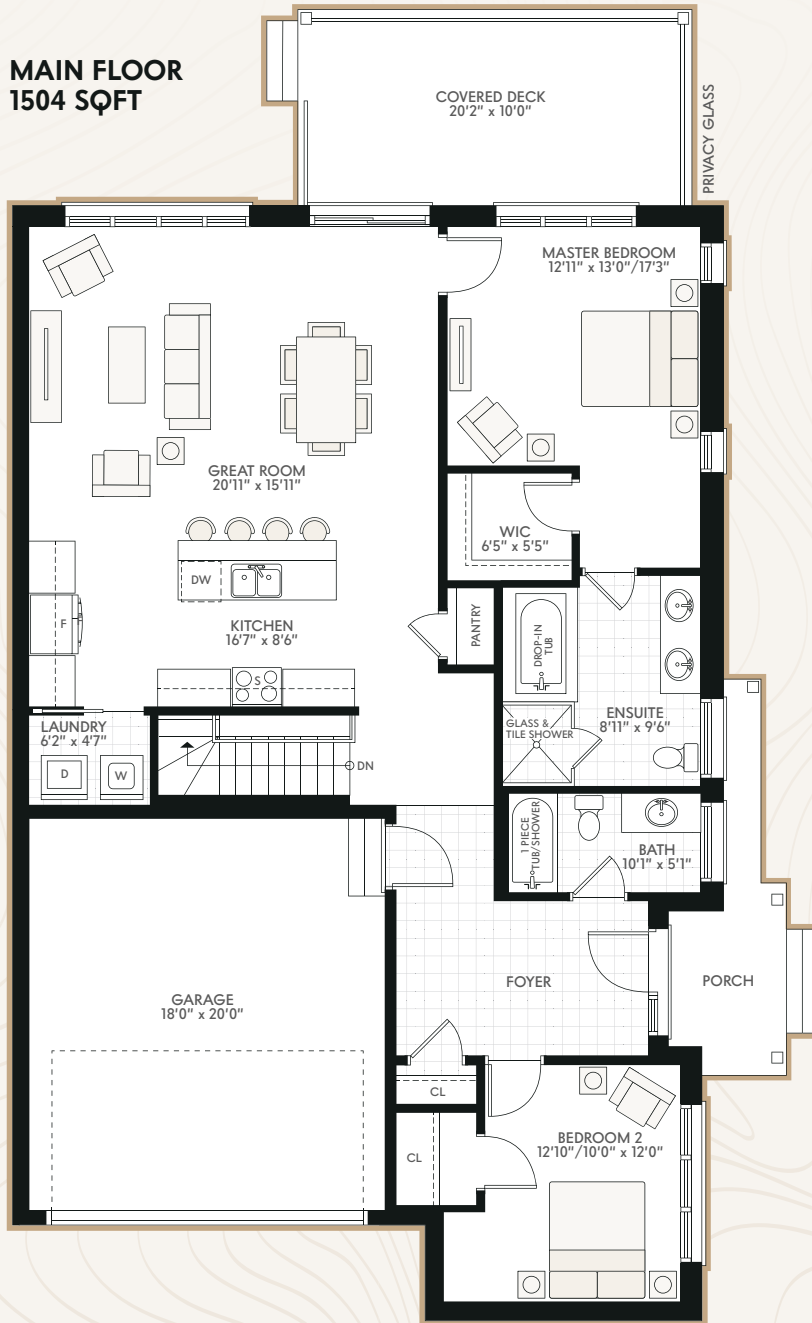 MAIN FLOOR
1504 SQFT
COVERED DECK
20'2" x 10'0"
PRIVACY GLASS
MASTER BEDROOM
12'11" x 13'0"/17'3"
GREAT ROOM
20'11" x 15'11"
WIC
6'5" x 5'5"
DW
F
KITCHEN
16'7" x 8'6"
PANTRY
S
DROP-IN
TUB
GLASS &
TILE SHOWER
ENSUITE
8'11" x 9'6"
LAUNDRY
6'2" x 4'7"
D
W
DN
1 PIECE
TUB/SHOWER
BATH
10'1" x 5'1"
FOYER
PORCH
GARAGE
18'0" x 20'0"
CL
CL
BEDROOM 2
12'10"/10'0" x 12'0"